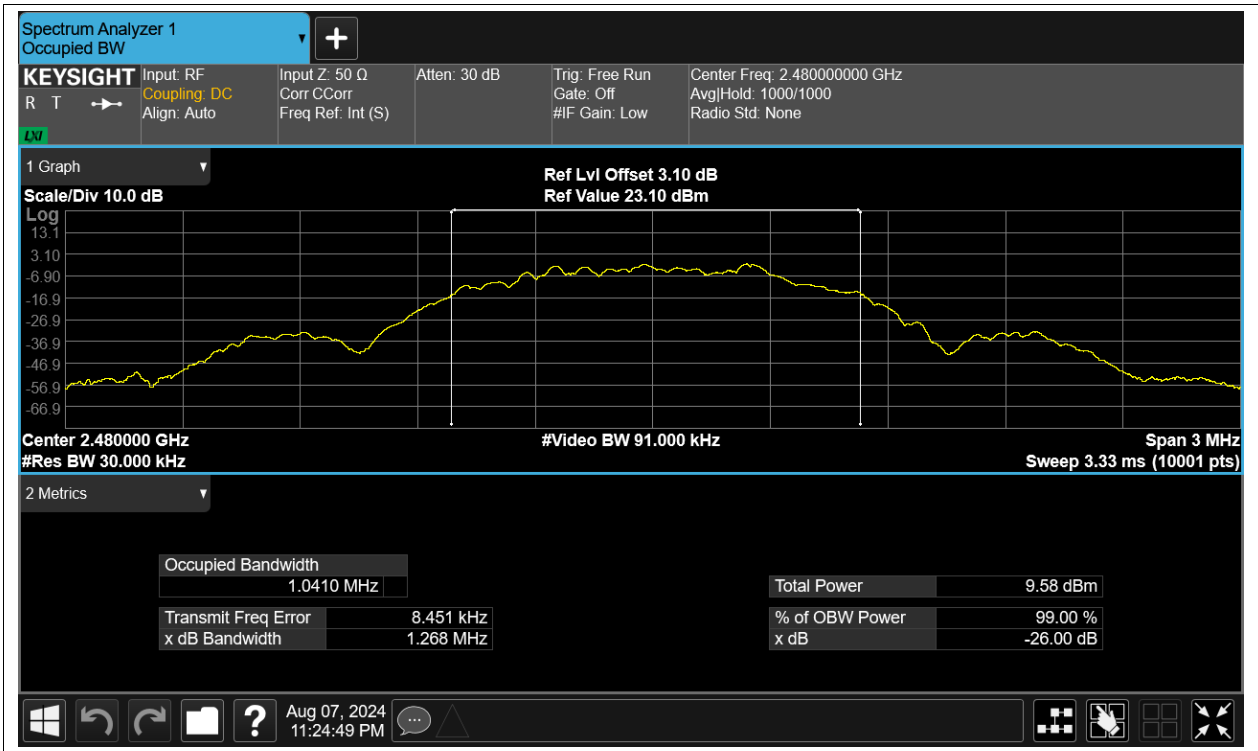 Spectrum Analyzer 1
Occupied BW
KEYSIGHT
R T
LXI
Input: RF
Coupling: DC
Align: Auto
Input Z: 50 Ω
Corr CCorr
Freq Ref: Int (S)
Atten: 30 dB
Trig: Free Run
Gate: Off
#IF Gain: Low
Center Freq: 2.480000000 GHz
Avg|Hold: 1000/1000
Radio Std: None
1 Graph
Scale/Div 10.0 dB
Ref Lvl Offset 3.10 dB
Ref Value 23.10 dBm
Log
13.1
3.10
-6.90
-16.9
-26.9
-36.9
-46.9
-56.9
-66.9
Center 2.480000 GHz
#Video BW 91.000 kHz
Span 3 MHz
#Res BW 30.000 kHz
Sweep 3.33 ms (10001 pts)
2 Metrics
Occupied Bandwidth
1.0410 MHz
Total Power 9.58 dBm
Transmit Freq Error 8.451 kHz
% of OBW Power 99.00 %
x dB Bandwidth 1.268 MHz
x dB -26.00 dB
?
Aug 07, 2024
11:24:49 PM